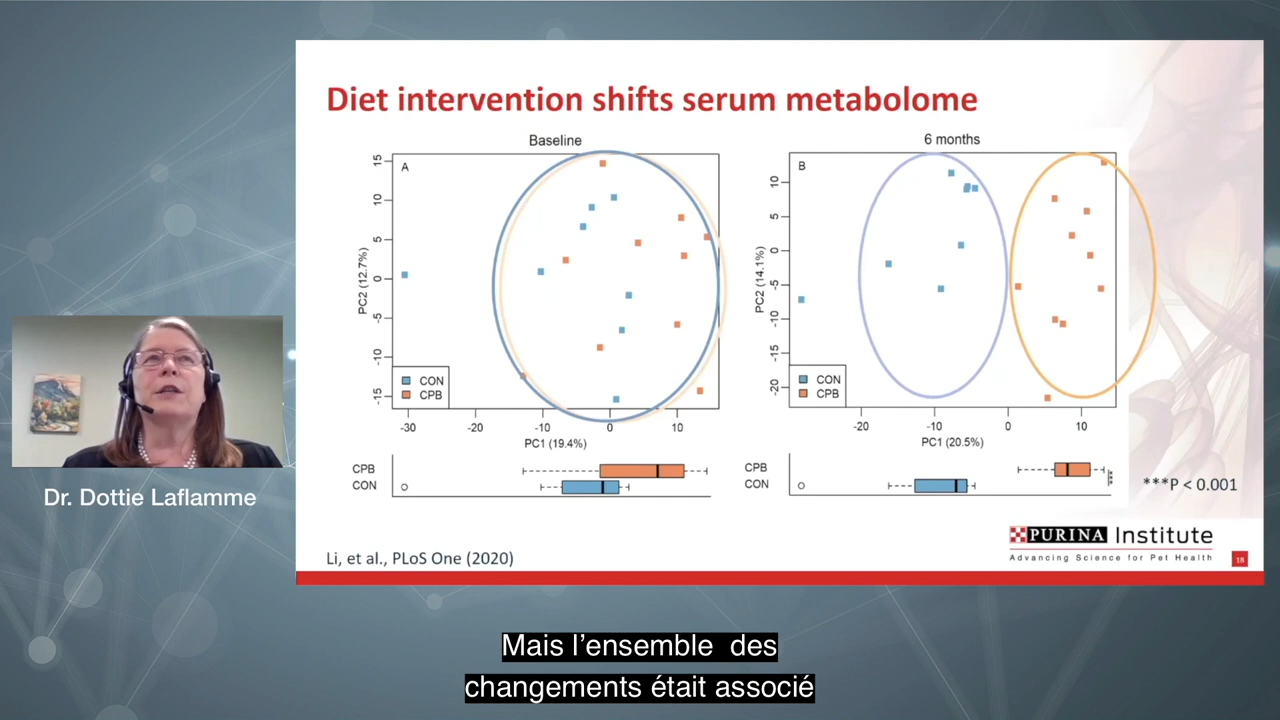 Diet intervention shifts serum metabolome
Baseline
A
15
10
5
0
-5
-10
-15
PC2 (12.7%)
CON
CPB
-30
-20
-10
0
10
PC1 (19.4%)
CPB
CON
6 months
B
10
5
0
-5
-10
-15
-20
PC2 (14.1%)
CON
CPB
-20
-10
0
10
PC1 (20.5%)
CPB
CON
***
***P < 0.001
Dr. Dottie Laflamme
Li, et al., PLoS One (2020)
PURINA Institute
Advancing Science for Pet Health
18
Mais l’ensemble des
changements était associé